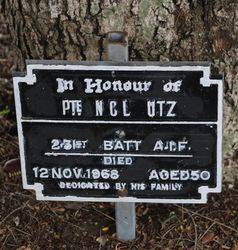 In Honour of
PTE N C L UTZ
2/31ST BATT A.I.F.
DIED
12 NOV. 1968 AGED 50
DEDICATED BY HIS FAMILY